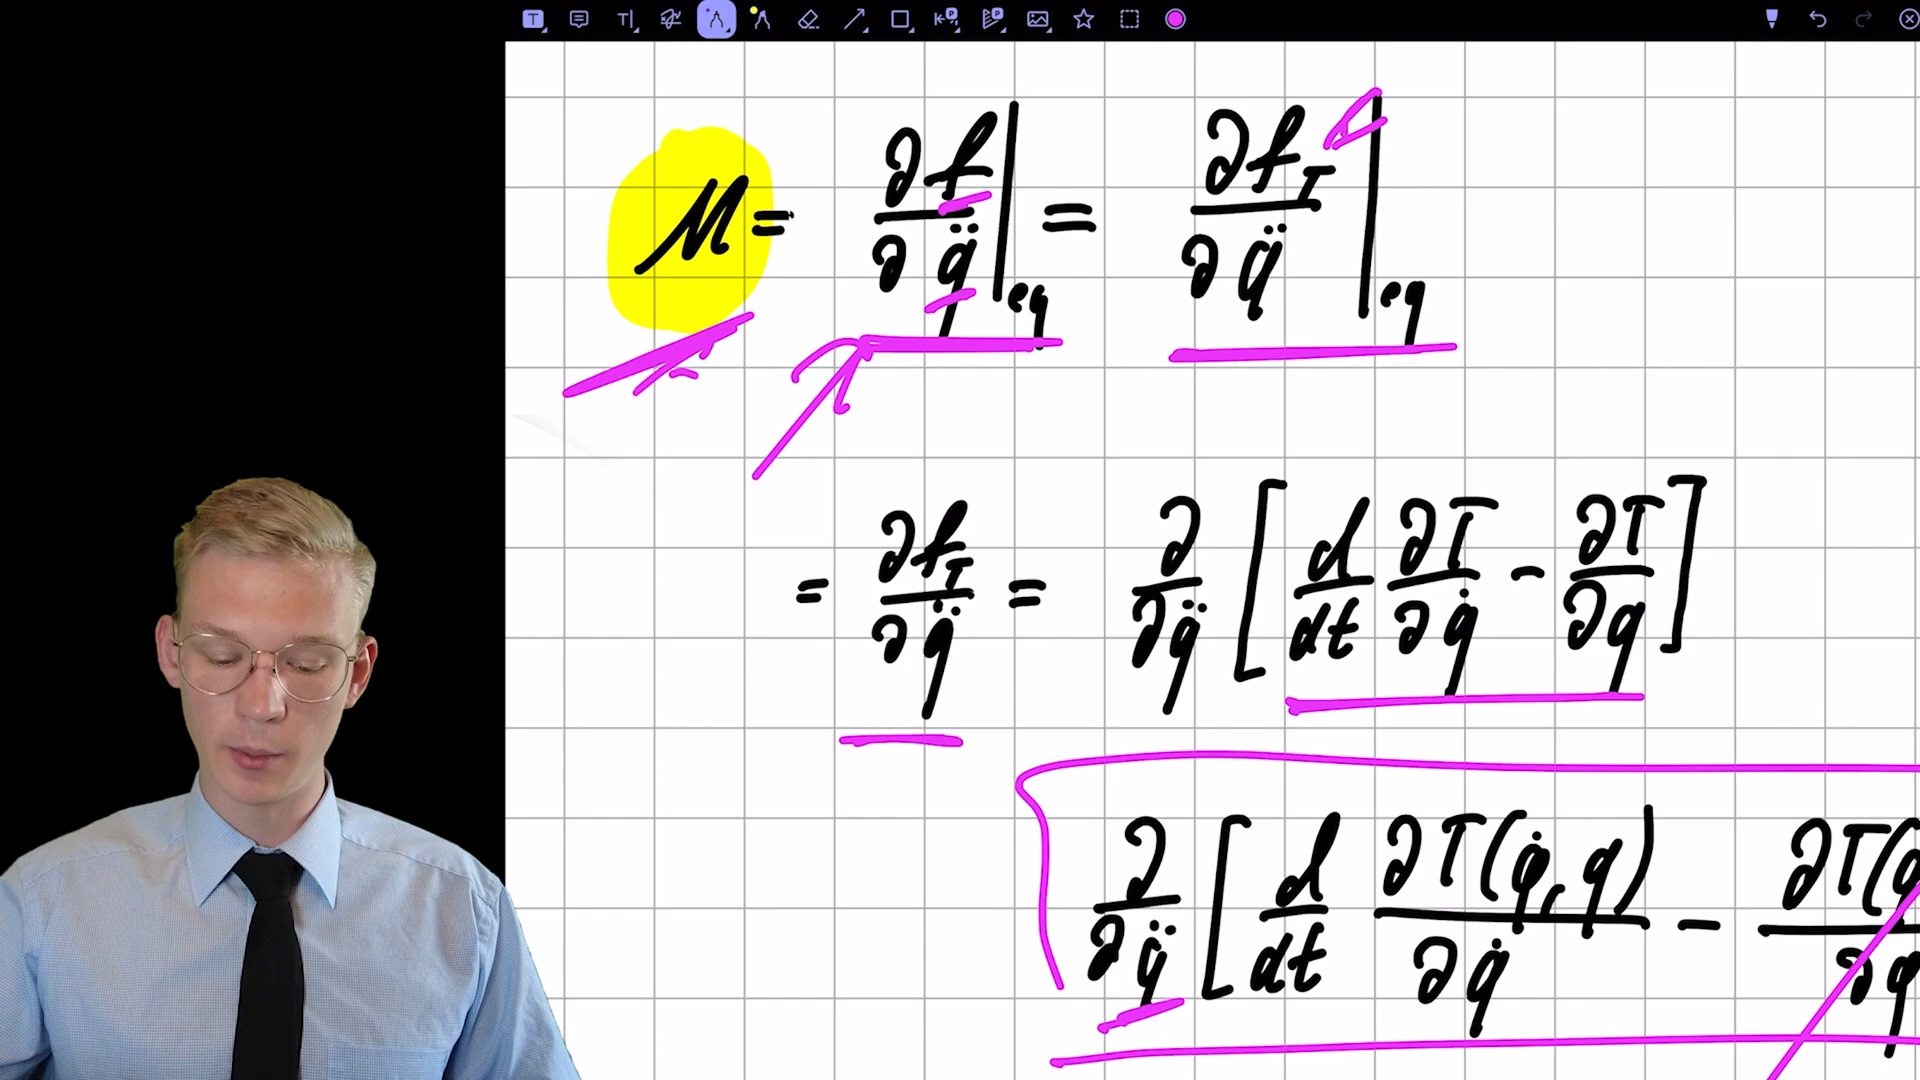 M = ∂f/∂q̈ |eq = ∂f_T/∂q̈ |eq
= ∂f_T/∂q̈ = ∂/∂q̈ [ d/dt ∂T/∂q̇ - ∂T/∂q ]
∂/∂q̈ [ d/dt ∂T(q̇, q)/∂q̇ - ∂T(q̇/∂q